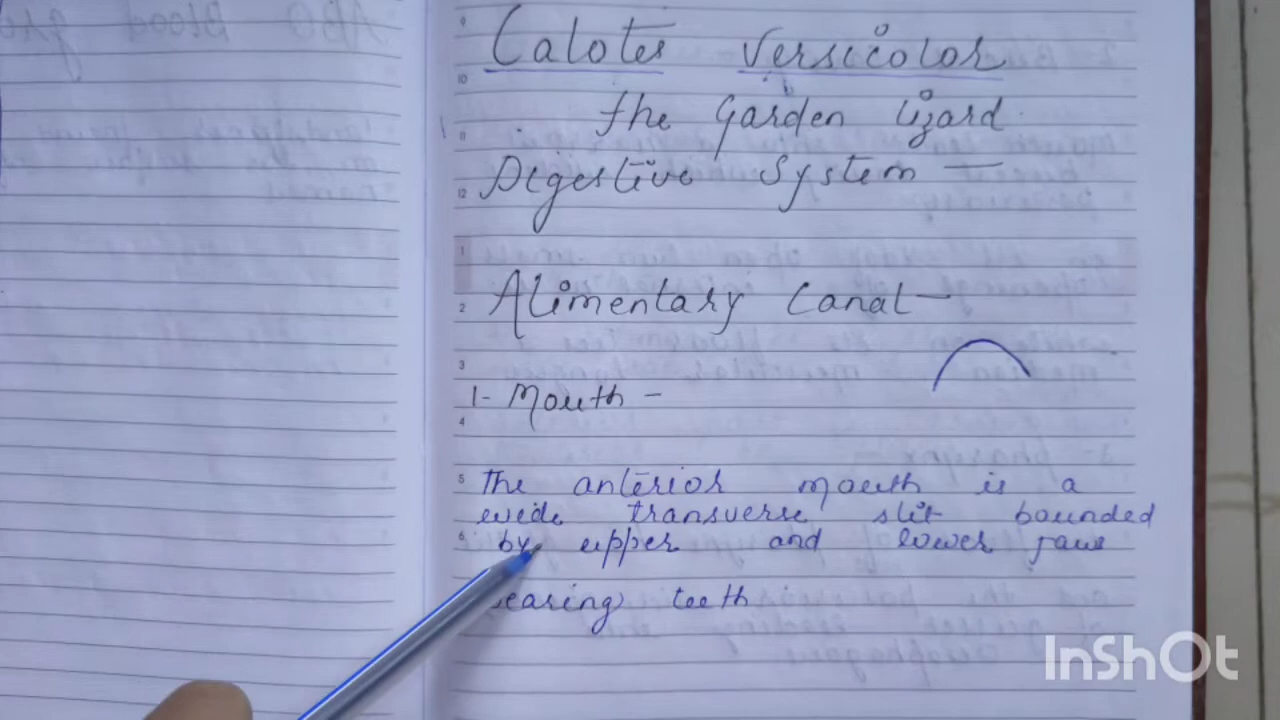 Calotes Versicolor
The Garden lizard
Digestive System —
Alimentary Canal —
1- Mouth -
The anterior mouth is a
wide transverse slit bounded
by upper and lower jaws
bearing teeth
InShOt